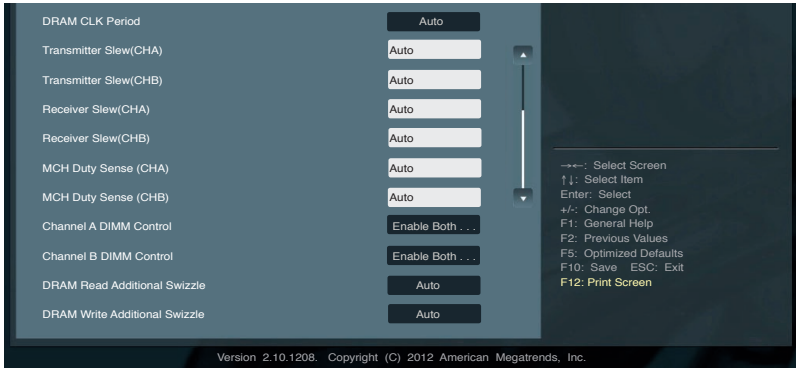 DRAM CLK Period Auto
Transmitter Slew(CHA) Auto
Transmitter Slew(CHB) Auto
Receiver Slew(CHA) Auto
Receiver Slew(CHB) Auto
MCH Duty Sense (CHA) Auto
MCH Duty Sense (CHB) Auto
Channel A DIMM Control Enable Both . . .
Channel B DIMM Control Enable Both . . .
DRAM Read Additional Swizzle Auto
DRAM Write Additional Swizzle Auto
→←: Select Screen
↑↓: Select Item
Enter: Select
+/-: Change Opt.
F1: General Help
F2: Previous Values
F5: Optimized Defaults
F10: Save ESC: Exit
F12: Print Screen
Version 2.10.1208. Copyright (C) 2012 American Megatrends, Inc.